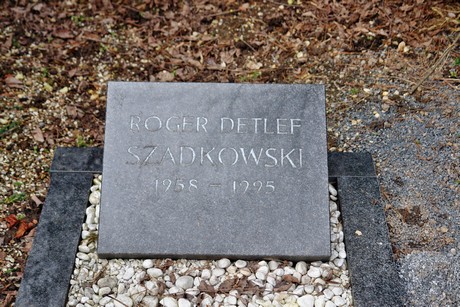 ROGER DETLEF
SZADKOWSKI
1958 – 1995